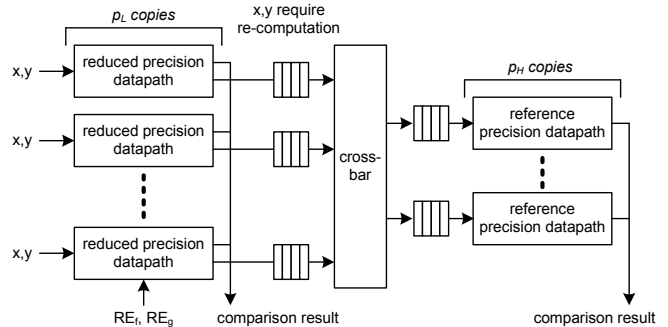 p_L copies
x,y require
re-computation
p_H copies
x,y
reduced precision
datapath
x,y
reduced precision
datapath
x,y
reduced precision
datapath
cross-
bar
reference
precision datapath
reference
precision datapath
RE_f, RE_g
comparison result
comparison result